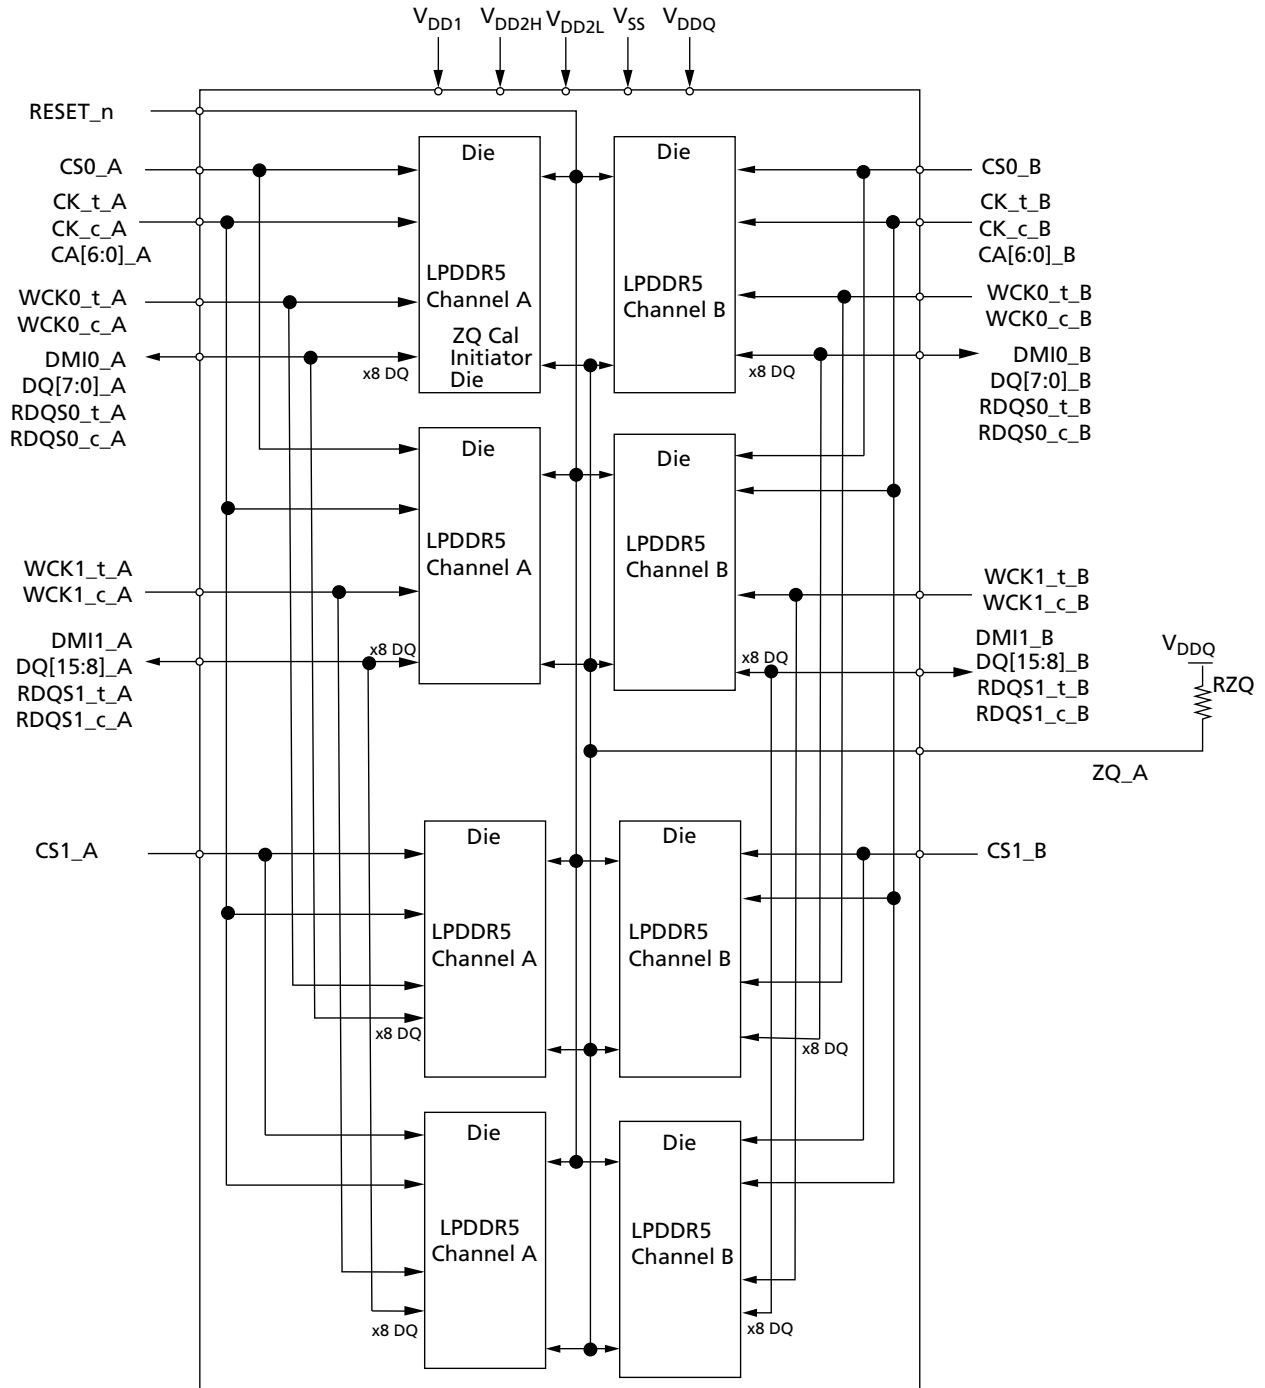 VDD1 VDD2H VDD2L VSS VDDQ
RESET_n
CS0_A
CK_t_A
CK_c_A
CA[6:0]_A
WCK0_t_A
WCK0_c_A
DMI0_A
DQ[7:0]_A
RDQS0_t_A
RDQS0_c_A
WCK1_t_A
WCK1_c_A
DMI1_A
DQ[15:8]_A
RDQS1_t_A
RDQS1_c_A
CS1_A
Die
LPDDR5
Channel A
ZQ Cal
Initiator
Die
x8 DQ
Die
LPDDR5
Channel B
x8 DQ
Die
LPDDR5
Channel A
x8 DQ
Die
LPDDR5
Channel B
x8 DQ
Die
LPDDR5
Channel A
x8 DQ
Die
LPDDR5
Channel B
x8 DQ
Die
LPDDR5
Channel A
x8 DQ
Die
LPDDR5
Channel B
x8 DQ
CS0_B
CK_t_B
CK_c_B
CA[6:0]_B
WCK0_t_B
WCK0_c_B
DMI0_B
DQ[7:0]_B
RDQS0_t_B
RDQS0_c_B
WCK1_t_B
WCK1_c_B
DMI1_B
DQ[15:8]_B
RDQS1_t_B
RDQS1_c_B
VDDQ
RZQ
ZQ_A
CS1_B